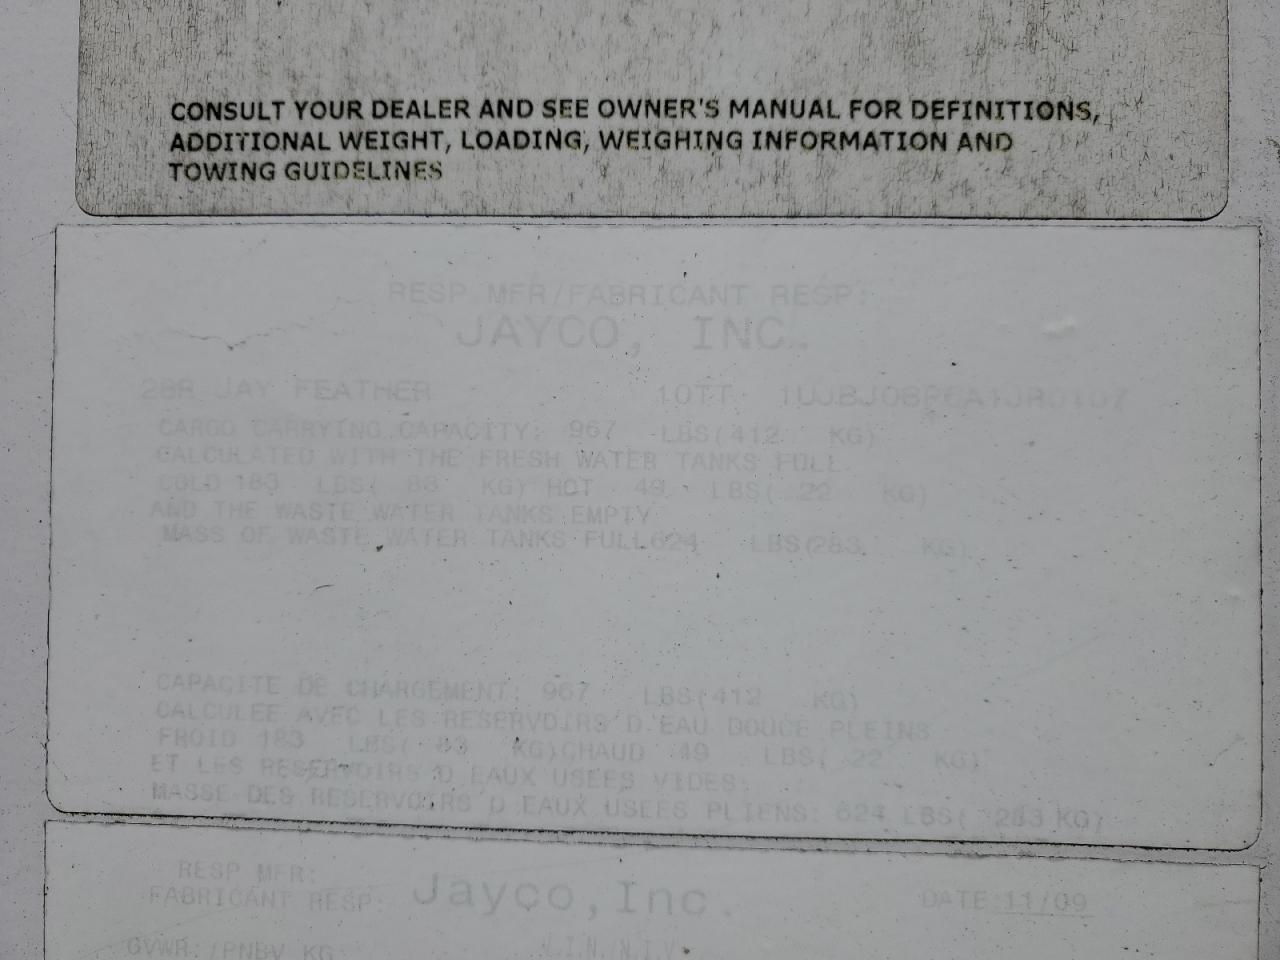 CONSULT YOUR DEALER AND SEE OWNER'S MANUAL FOR DEFINITIONS,
ADDITIONAL WEIGHT, LOADING, WEIGHING INFORMATION AND
TOWING GUIDELINES
RESP MFR/FABRICANT RESP:
JAYCO, INC.
28R JAY FEATHER 10TT
CARGO CARRYING CAPACITY: 967 LBS(412 KG)
CALCULATED WITH THE FRESH WATER TANKS FULL
COLD 183 LBS( 83 KG) HOT 49 LBS( 22 KG)
AND THE WASTE WATER TANKS EMPTY
MASS OF WASTE WATER TANKS FULL624 LBS(283 KG)
CAPACITE DE CHARGEMENT: 967 LBS(412 KG)
CALCULEE AVEC LES RESERVOIRS D EAU DOUCE PLEINS
FROID 183 LBS( 83 KG)CHAUD 49 LBS( 22 KG)
ET LES RESERVOIRS D EAUX USEES VIDES:
MASSE DES RESERVOIRS D EAUX USEES PLIENS: 624 LBS( 283 KG)
RESP MFR:
FABRICANT RESP: Jayco, Inc. DATE: 11/09
GVWR: /PNBV KG V.I.N./N.I.V.